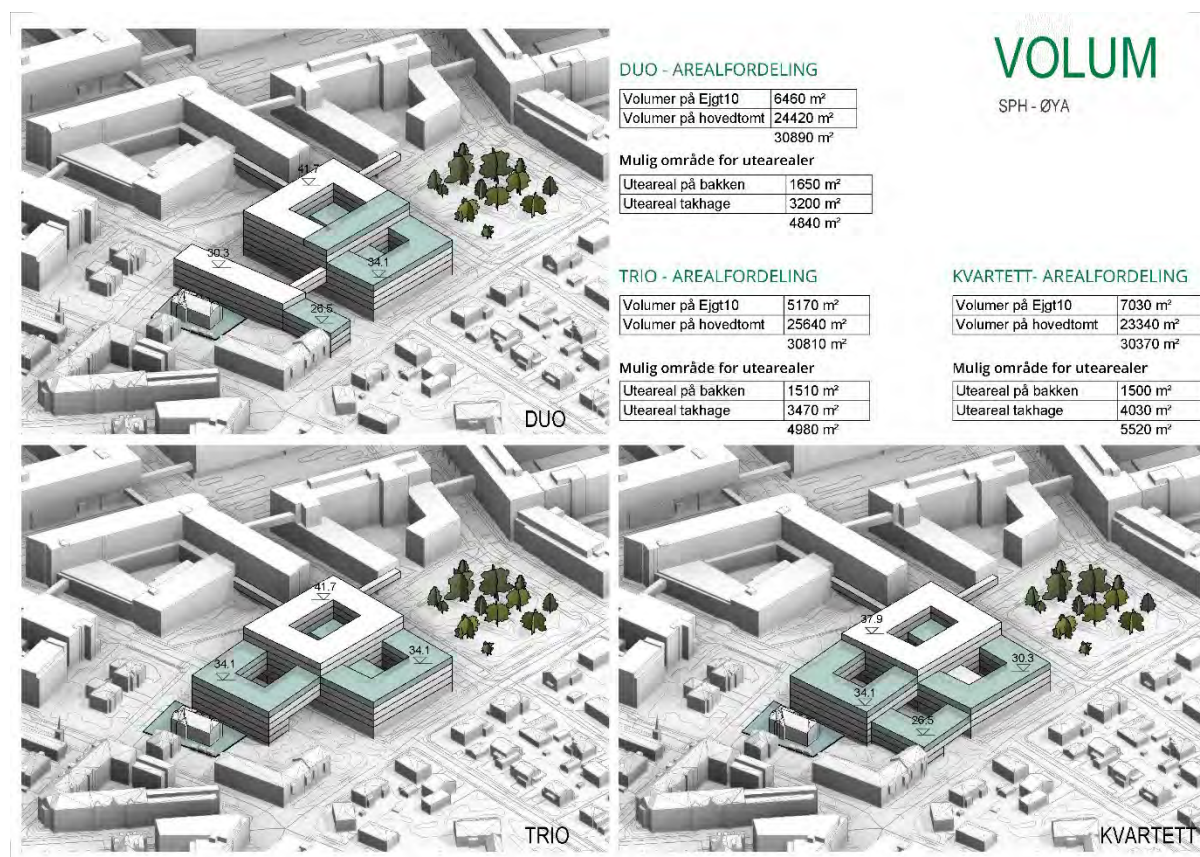 VOLUM
SPH - ØYA
DUO - AREALFORDELING
Volumer på Ejgt10 6460 m²
Volumer på hovedtomt 24420 m²
30890 m²
Mulig område for utearealer
Uteareal på bakken 1650 m²
Uteareal takhage 3200 m²
4840 m²
TRIO - AREALFORDELING
Volumer på Ejgt10 5170 m²
Volumer på hovedtomt 25640 m²
30810 m²
Mulig område for utearealer
Uteareal på bakken 1510 m²
Uteareal takhage 3470 m²
4980 m²
KVARTETT- AREALFORDELING
Volumer på Ejgt10 7030 m²
Volumer på hovedtomt 23340 m²
30370 m²
Mulig område for utearealer
Uteareal på bakken 1500 m²
Uteareal takhage 4030 m²
5520 m²
41.7
30.3
34.1
26.5
DUO
41.7
34.1
34.1
TRIO
37.9
30.3
34.1
26.5
KVARTETT